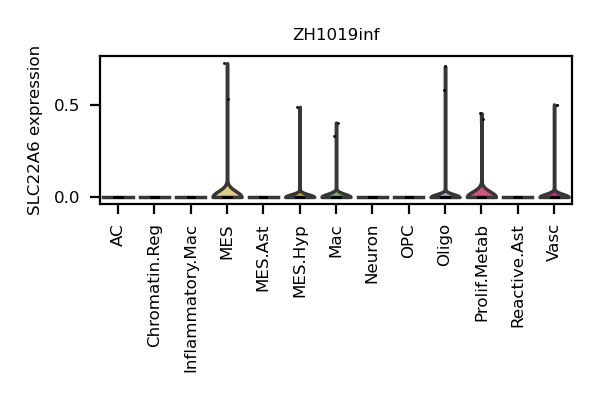 ZH1019inf
SLC22A6 expression
0.5
0.0
AC
Chromatin.Reg
Inflammatory.Mac
MES
MES.Ast
MES.Hyp
Mac
Neuron
OPC
Oligo
Prolif.Metab
Reactive.Ast
Vasc